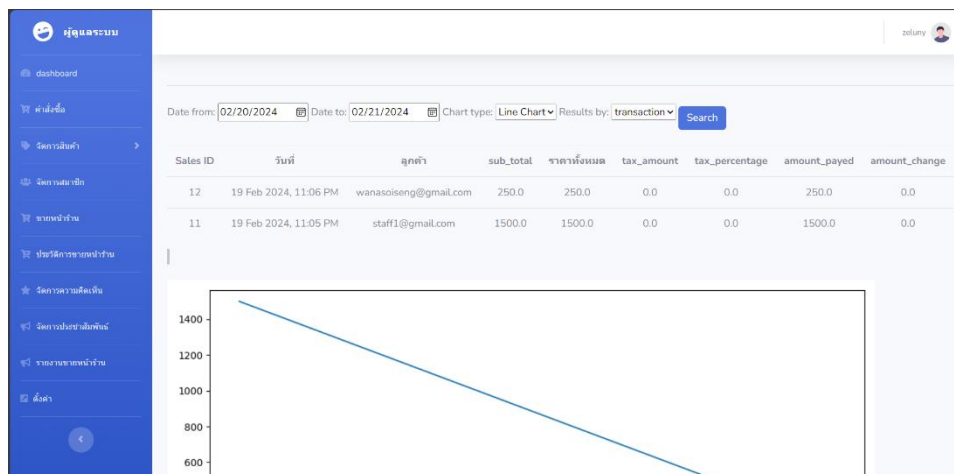 ผู้ดูแลระบบ
zeluny
dashboard
คำสั่งซื้อ
จัดการสินค้า
จัดการสมาชิก
ขายหน้าร้าน
ประวัติการขายหน้าร้าน
จัดการความคิดเห็น
จัดการประชาสัมพันธ์
รายงานขายหน้าร้าน
ตั้งค่า
Date from: 02/20/2024 Date to: 02/21/2024 Chart type: Line Chart Results by: transaction Search
Sales ID วันที่ ลูกค้า sub_total ราคาทั้งหมด tax_amount tax_percentage amount_payed amount_change
12 19 Feb 2024, 11:06 PM wanasoiseng@gmail.com 250.0 250.0 0.0 0.0 250.0 0.0
11 19 Feb 2024, 11:05 PM staff1@gmail.com 1500.0 1500.0 0.0 0.0 1500.0 0.0
1400
1200
1000
800
600